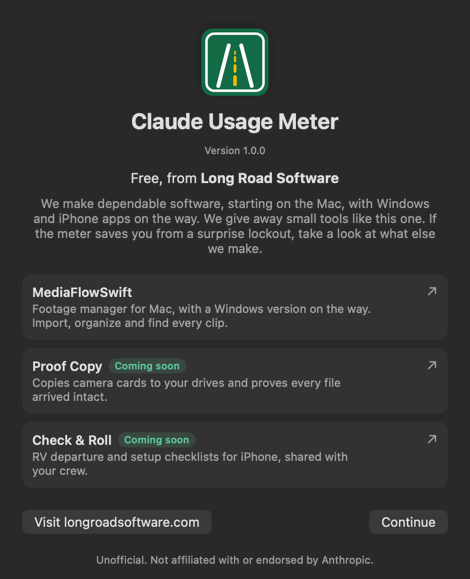 Claude Usage Meter
Version 1.0.0
Free, from Long Road Software
We make dependable software, starting on the Mac, with Windows
and iPhone apps on the way. We give away small tools like this one. If
the meter saves you from a surprise lockout, take a look at what else
we make.
MediaFlowSwift
Footage manager for Mac, with a Windows version on the way.
Import, organize and find every clip.
Proof Copy Coming soon
Copies camera cards to your drives and proves every file
arrived intact.
Check & Roll Coming soon
RV departure and setup checklists for iPhone, shared with
your crew.
Visit longroadsoftware.com Continue
Unofficial. Not affiliated with or endorsed by Anthropic.